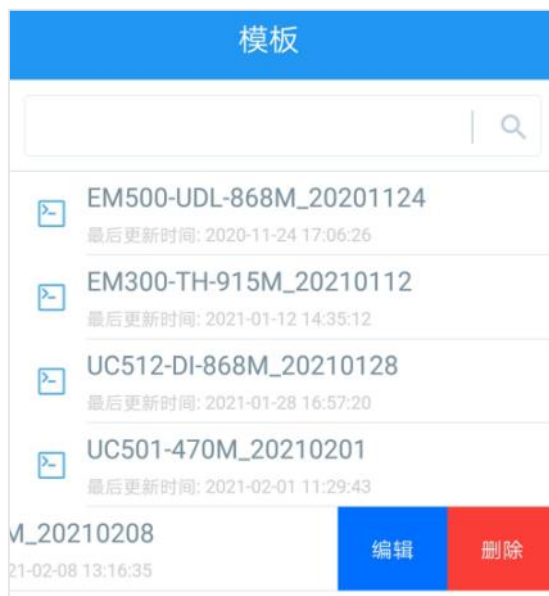 模板
EM500-UDL-868M_20201124
最后更新时间: 2020-11-24 17:06:26
EM300-TH-915M_20210112
最后更新时间: 2021-01-12 14:35:12
UC512-DI-868M_20210128
最后更新时间: 2021-01-28 16:57:20
UC501-470M_20210201
最后更新时间: 2021-02-01 11:29:43
M_20210208
21-02-08 13:16:35
编辑
删除